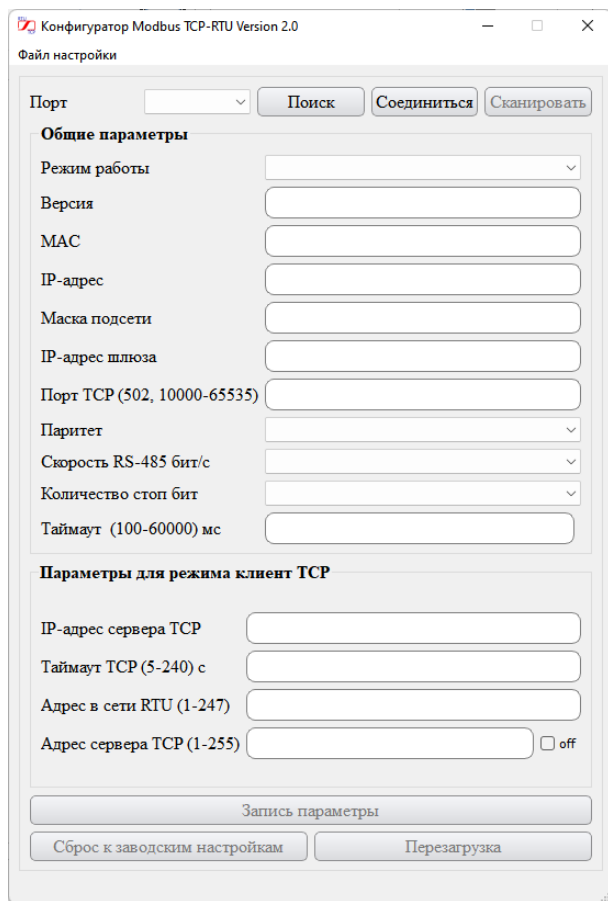 Конфигуратор Modbus TCP-RTU Version 2.0
Файл настройки
Порт Поиск Соединиться Сканировать
Общие параметры
Режим работы
Версия
MAC
IP-адрес
Маска подсети
IP-адрес шлюза
Порт TCP (502, 10000-65535)
Паритет
Скорость RS-485 бит/с
Количество стоп бит
Таймаут (100-60000) мс
Параметры для режима клиент TCP
IP-адрес сервера TCP
Таймаут TCP (5-240) с
Адрес в сети RTU (1-247)
Адрес сервера TCP (1-255) off
Запись параметры
Сброс к заводским настройкам Перезагрузка